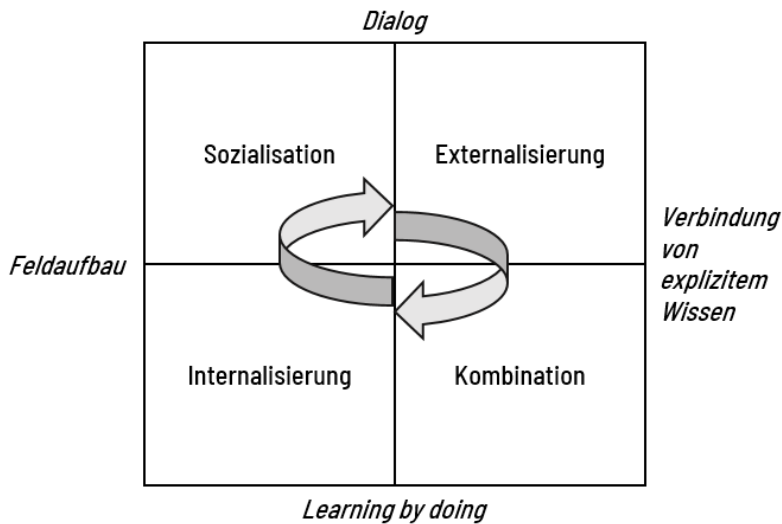 Dialog
Sozialisation
Externalisierung
Feldaufbau
Verbindung
von
explizitem
Wissen
Internalisierung
Kombination
Learning by doing